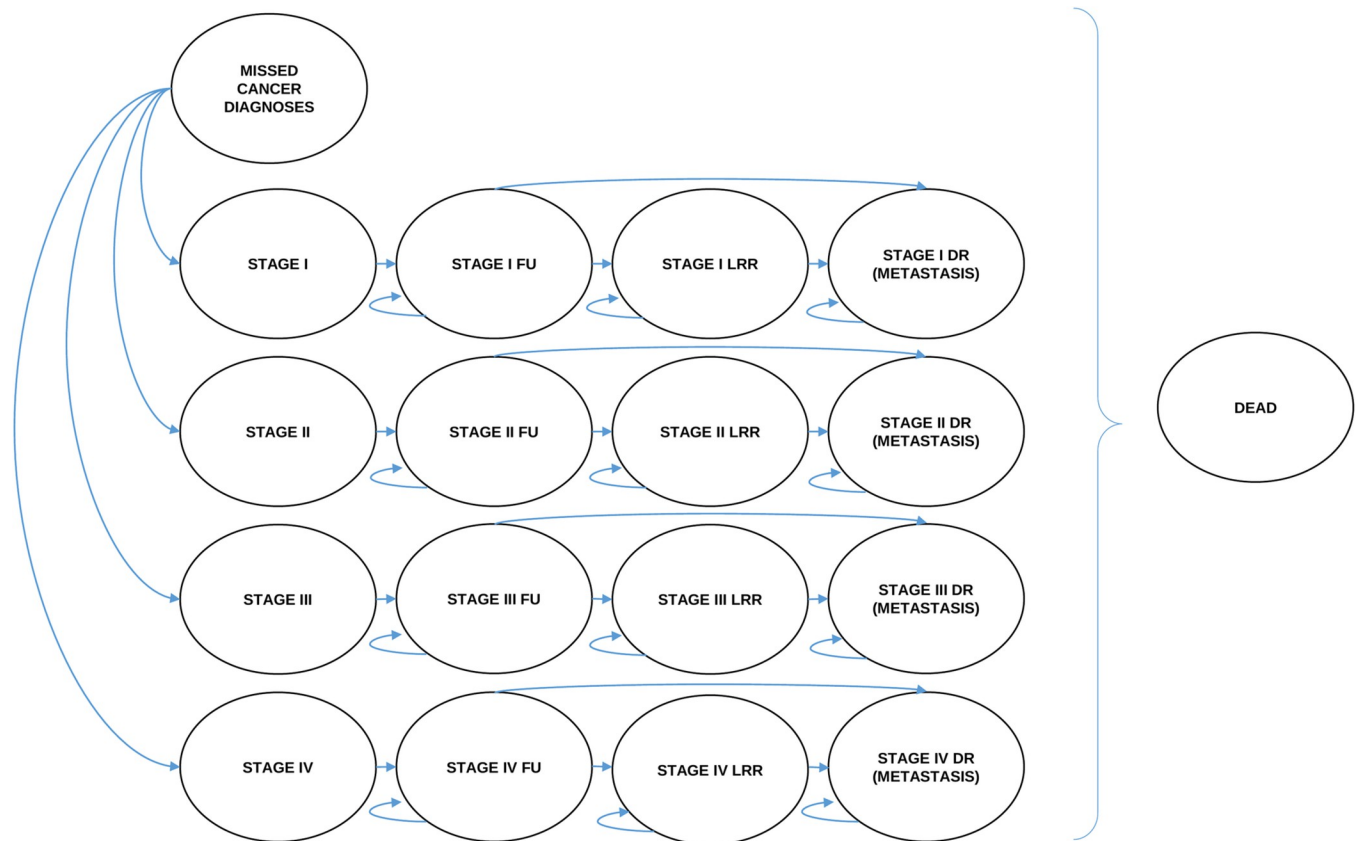 MISSED
CANCER
DIAGNOSES
STAGE I
STAGE I FU
STAGE I LRR
STAGE I DR
(METASTASIS)
STAGE II
STAGE II FU
STAGE II LRR
STAGE II DR
(METASTASIS)
DEAD
STAGE III
STAGE III FU
STAGE III LRR
STAGE III DR
(METASTASIS)
STAGE IV
STAGE IV FU
STAGE IV LRR
STAGE IV DR
(METASTASIS)